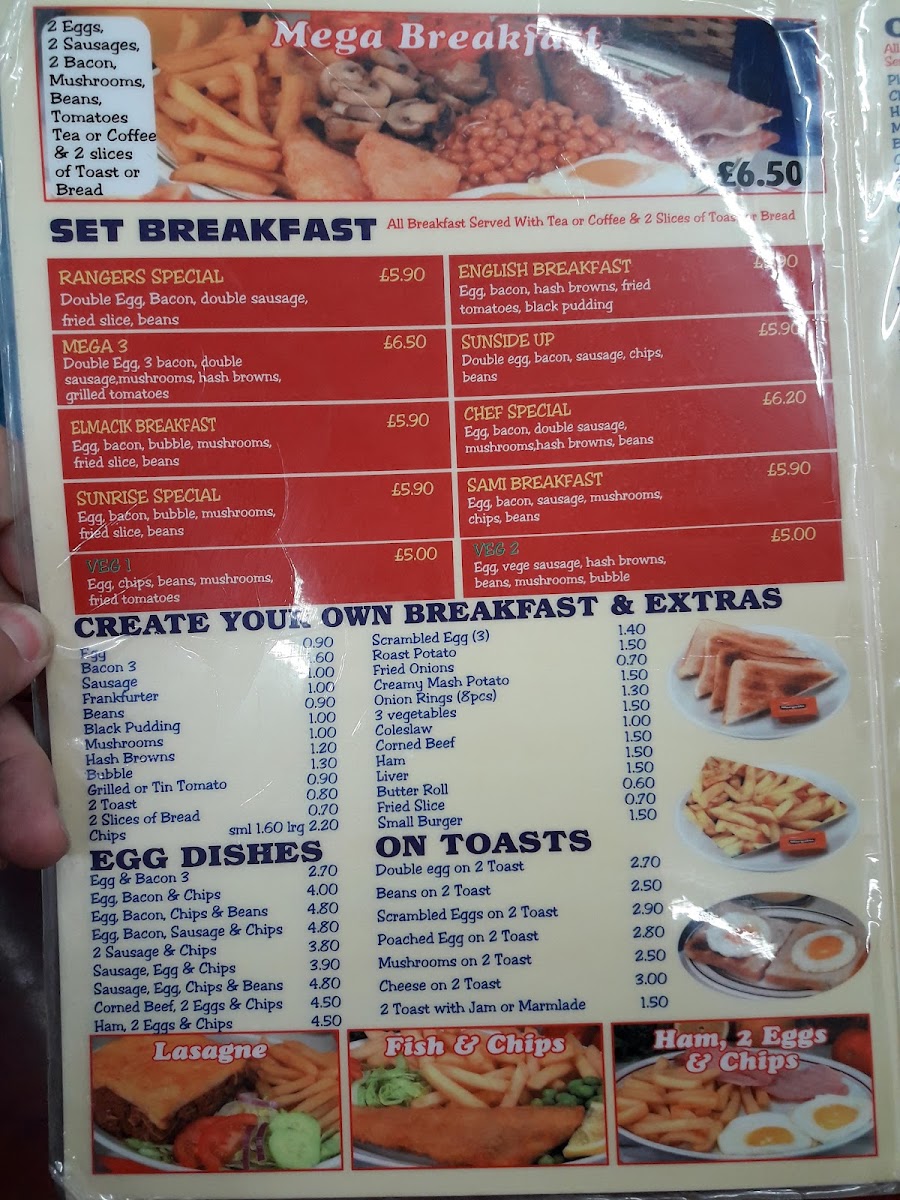 Mega Breakfast
2 Eggs,
2 Sausages,
2 Bacon,
Mushrooms,
Beans,
Tomatoes
Tea or Coffee
& 2 slices
of Toast or
Bread
£6.50
SET BREAKFAST
All Breakfast Served With Tea or Coffee & 2 Slices of Toast or Bread
RANGERS SPECIAL £5.90
Double Egg, Bacon, double sausage,
fried slice, beans
MEGA 3 £6.50
Double Egg, 3 bacon, double
sausage,mushrooms, hash browns,
grilled tomatoes
ELMACIK BREAKFAST £5.90
Egg, bacon, bubble, mushrooms,
fried slice, beans
SUNRISE SPECIAL £5.90
Egg, bacon, bubble, mushrooms,
fried slice, beans
VEG 1 £5.00
Egg, chips, beans, mushrooms,
fried tomatoes
ENGLISH BREAKFAST
Egg, bacon, hash browns, fried
tomatoes, black pudding
SUNSIDE UP £5.90
Double egg, bacon, sausage, chips,
beans
CHEF SPECIAL £6.20
Egg, bacon, double sausage,
mushrooms,hash browns, beans
SAMI BREAKFAST £5.90
Egg, bacon, sausage, mushrooms,
chips, beans
VEG 2 £5.00
Egg, vege sausage, hash browns,
beans, mushrooms, bubble
CREATE YOUR OWN BREAKFAST & EXTRAS
Egg 0.90
Bacon 3 .60
Sausage 1.00
Frankfurter 1.00
Beans 0.90
Black Pudding 1.00
Mushrooms 1.00
Hash Browns 1.20
Bubble 1.30
Grilled or Tin Tomato 0.90
2 Toast 0.80
2 Slices of Bread 0.70
Chips sml 1.60 lrg 2.20
Scrambled Egg (3) 1.40
Roast Potato 1.50
Fried Onions 0.70
Creamy Mash Potato 1.50
Onion Rings (8pcs) 1.30
3 vegetables 1.50
Coleslaw 1.00
Corned Beef 1.50
Ham 1.50
Liver 1.50
Butter Roll 0.60
Fried Slice 0.70
Small Burger 1.50
EGG DISHES
Egg & Bacon 3 2.70
Egg, Bacon & Chips 4.00
Egg, Bacon, Chips & Beans 4.80
Egg, Bacon, Sausage & Chips 4.80
2 Sausage & Chips 3.80
Sausage, Egg & Chips 3.90
Sausage, Egg, Chips & Beans 4.80
Corned Beef, 2 Eggs & Chips 4.50
Ham, 2 Eggs & Chips 4.50
ON TOASTS
Double egg on 2 Toast 2.70
Beans on 2 Toast 2.50
Scrambled Eggs on 2 Toast 2.90
Poached Egg on 2 Toast 2.80
Mushrooms on 2 Toast 2.50
Cheese on 2 Toast 3.00
2 Toast with Jam or Marmlade 1.50
Lasagne
Fish & Chips
Ham, 2 Eggs
& Chips